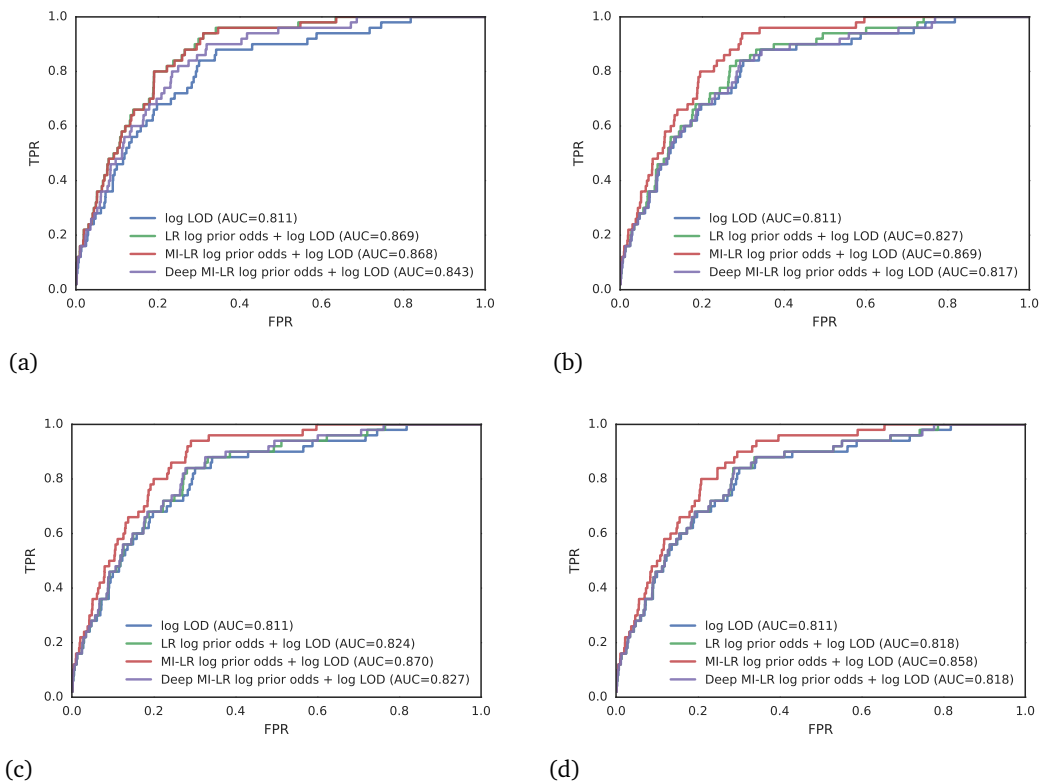 1.0
0.8
0.6
0.4
0.2
0.0
TPR
0.0 0.2 0.4 0.6 0.8 1.0
FPR
log LOD (AUC=0.811)
LR log prior odds + log LOD (AUC=0.869)
MI-LR log prior odds + log LOD (AUC=0.868)
Deep MI-LR log prior odds + log LOD (AUC=0.843)
(a)
1.0
0.8
0.6
0.4
0.2
0.0
TPR
0.0 0.2 0.4 0.6 0.8 1.0
FPR
log LOD (AUC=0.811)
LR log prior odds + log LOD (AUC=0.827)
MI-LR log prior odds + log LOD (AUC=0.869)
Deep MI-LR log prior odds + log LOD (AUC=0.817)
(b)
1.0
0.8
0.6
0.4
0.2
0.0
TPR
0.0 0.2 0.4 0.6 0.8 1.0
FPR
log LOD (AUC=0.811)
LR log prior odds + log LOD (AUC=0.824)
MI-LR log prior odds + log LOD (AUC=0.870)
Deep MI-LR log prior odds + log LOD (AUC=0.827)
(c)
1.0
0.8
0.6
0.4
0.2
0.0
TPR
0.0 0.2 0.4 0.6 0.8 1.0
FPR
log LOD (AUC=0.811)
LR log prior odds + log LOD (AUC=0.818)
MI-LR log prior odds + log LOD (AUC=0.858)
Deep MI-LR log prior odds + log LOD (AUC=0.818)
(d)